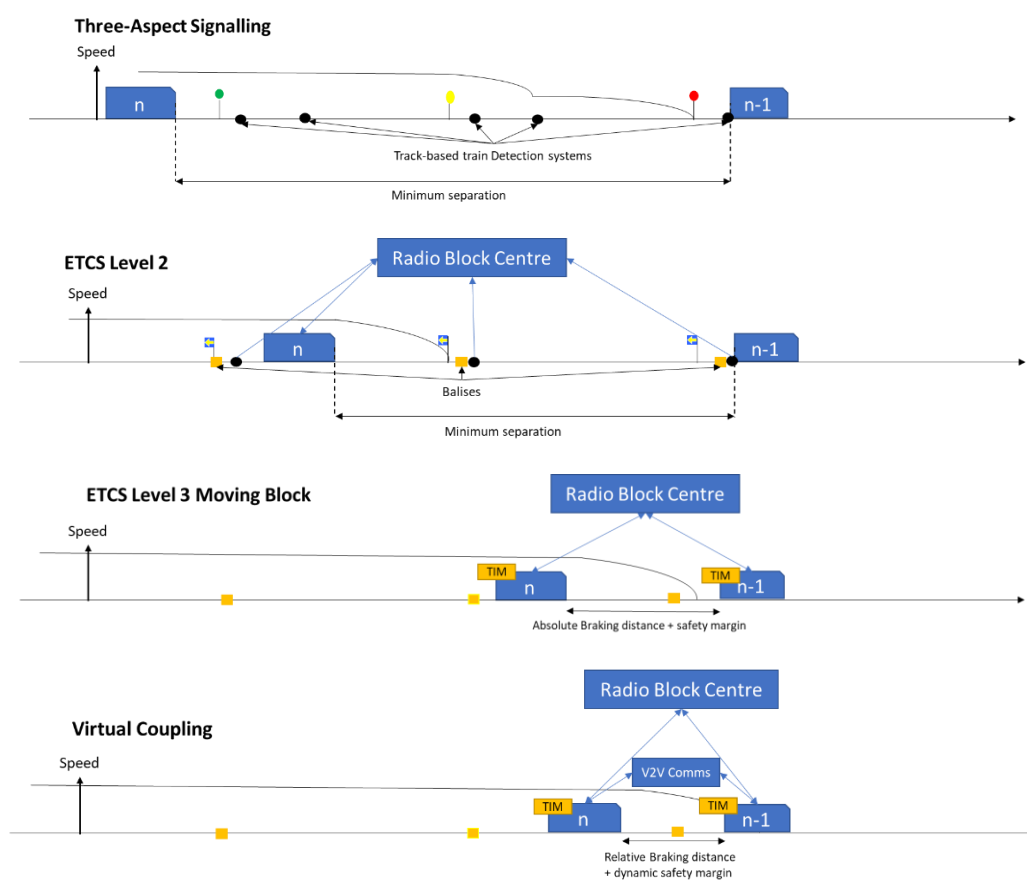 Three-Aspect Signalling
Speed
n
n-1
Track-based train Detection systems
Minimum separation
ETCS Level 2
Radio Block Centre
Speed
n
n-1
Balises
Minimum separation
ETCS Level 3 Moving Block
Radio Block Centre
Speed
TIM
n
TIM
n-1
Absolute Braking distance + safety margin
Virtual Coupling
Radio Block Centre
Speed
V2V Comms
TIM
n
TIM
n-1
Relative Braking distance
+ dynamic safety margin